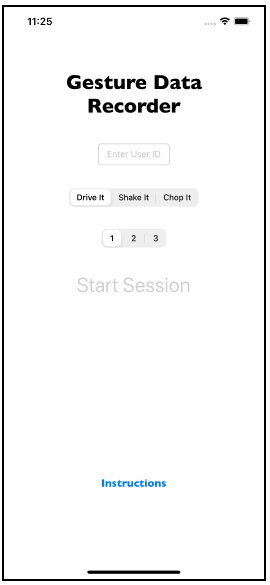 11:25
Gesture Data
Recorder
Enter User ID
Drive It Shake It Chop It
1 2 3
Start Session
Instructions